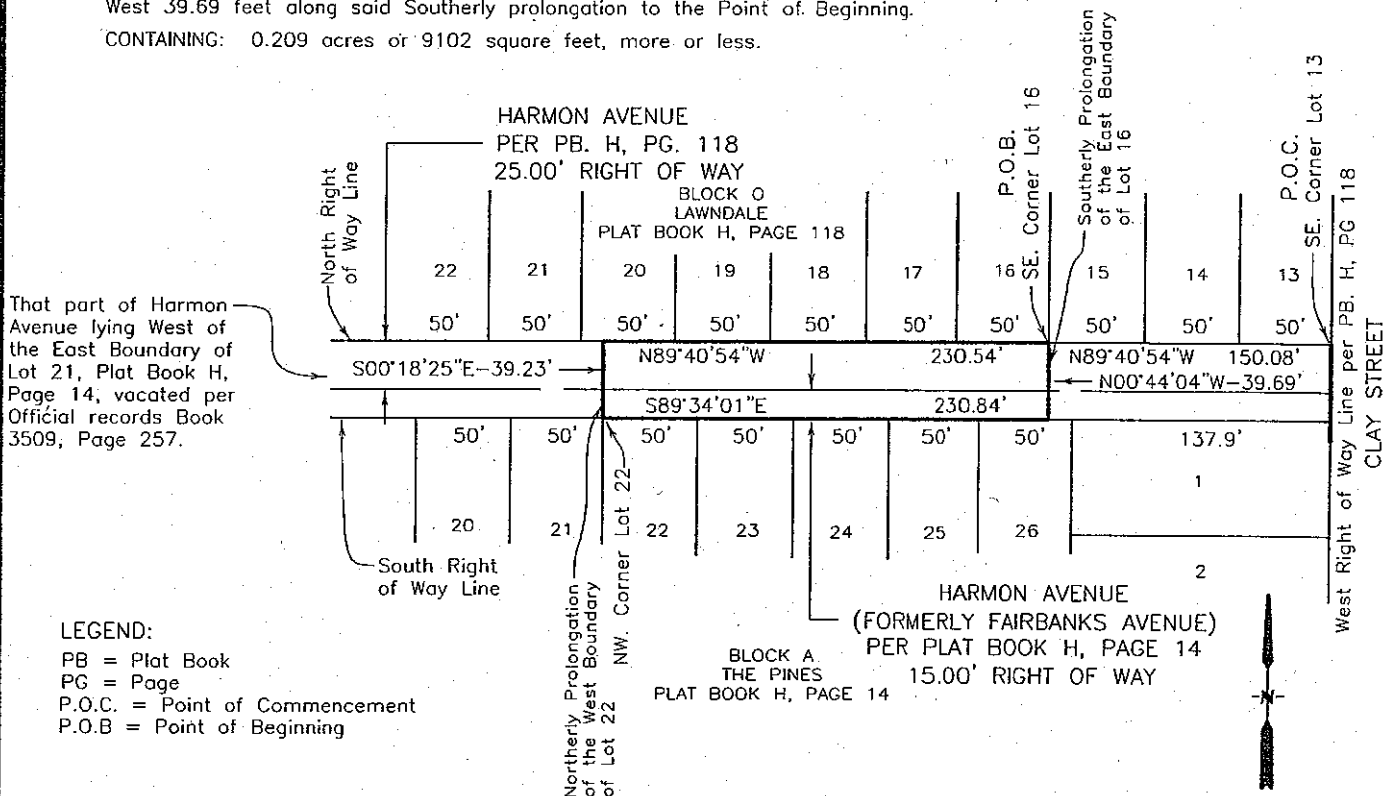 West 39.69 feet along said Southerly prolongation to the Point of Beginning.
CONTAINING: 0.209 acres or 9102 square feet, more or less.
HARMON AVENUE
PER PB. H, PG. 118
25.00' RIGHT OF WAY
BLOCK O
LAWNDALE
PLAT BOOK H, PAGE 118
North Right
of Way Line
P.O.B.
SE. Corner Lot 16
Southerly Prolongation
of the East Boundary
of Lot 16
P.O.C.
SE. Corner Lot 13
22 21 20 19 18 17 16 15 14 13
50' 50' 50' 50' 50' 50' 50' 50' 50' 50'
That part of Harmon
Avenue lying West of
the East Boundary of
Lot 21, Plat Book H,
Page 14, vacated per
Official records Book
3509, Page 257.
S00°18'25"E-39.23'
N89°40'54"W 230.54'
N89°40'54"W 150.08'
N00°44'04"W-39.69'
S89°34'01"E 230.84'
West Right of Way Line per PB. H, PG 118
CLAY STREET
50' 50' 50' 50' 50' 50' 50' 137.9'
1
20 21 22 23 24 25 26
2
South Right
of Way Line
Northerly Prolongation
of the West Boundary
of Lot 22
NW. Corner Lot 22
HARMON AVENUE
(FORMERLY FAIRBANKS AVENUE)
PER PLAT BOOK H, PAGE 14
15.00' RIGHT OF WAY
BLOCK A
THE PINES
PLAT BOOK H, PAGE 14
LEGEND:
PB = Plat Book
PG = Page
P.O.C. = Point of Commencement
P.O.B = Point of Beginning
N